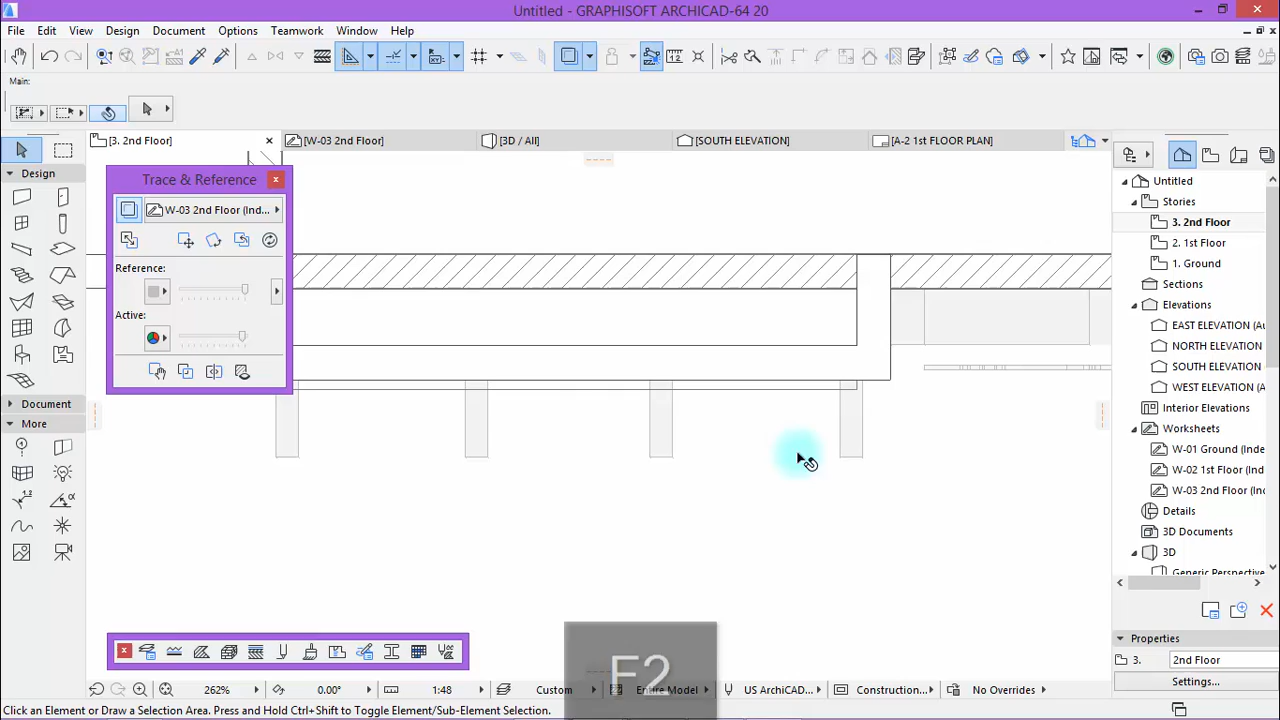 Untitled - GRAPHISOFT ARCHICAD-64 20
File Edit View Design Document Options Teamwork Window Help
Main:
[3. 2nd Floor] [W-03 2nd Floor] [3D / All] [SOUTH ELEVATION] [A-2 1st FLOOR PLAN]
Design
Document
More
1.2
A1
Trace & Reference
W-03 2nd Floor (Ind...
Reference:
Active:
Untitled
Stories
3. 2nd Floor
2. 1st Floor
1. Ground
Sections
Elevations
EAST ELEVATION (Au
NORTH ELEVATION
SOUTH ELEVATION
WEST ELEVATION (A
Interior Elevations
Worksheets
W-01 Ground (Inde
W-02 1st Floor (Ind
W-03 2nd Floor (Ind
Details
3D Documents
3D
Generic Perspective
Properties
3. 2nd Floor
Settings...
F2
262% 0.00° 1:48 Custom Entire Model US ArchiCAD... Construction... No Overrides
Click an Element or Draw a Selection Area. Press and Hold Ctrl+Shift to Toggle Element/Sub-Element Selection.